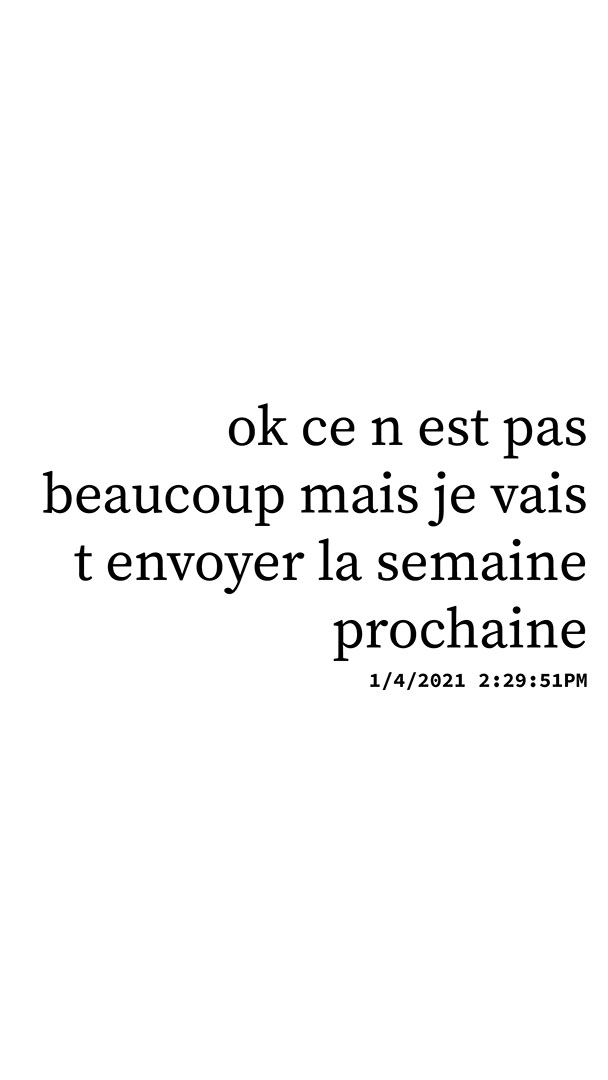 ok ce n est pas
beaucoup mais je vais
t envoyer la semaine
prochaine
1/4/2021 2:29:51PM